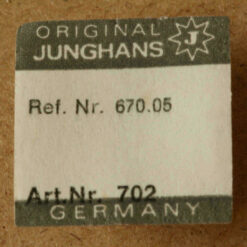 ORIGINAL
JUNGHANS J
Ref. Nr. 670.05
Art.Nr. 702
GERMANY